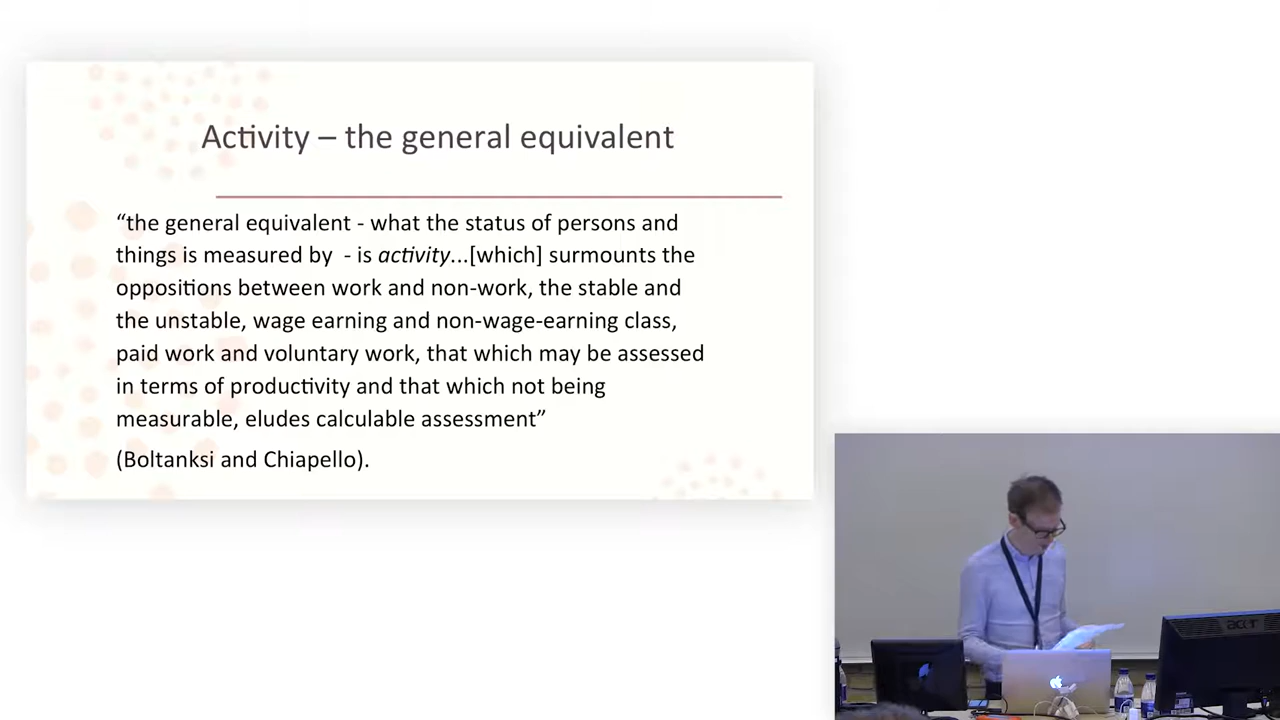 Activity – the general equivalent
“the general equivalent - what the status of persons and
things is measured by  - is activity...[which] surmounts the
oppositions between work and non-work, the stable and
the unstable, wage earning and non-wage-earning class,
paid work and voluntary work, that which may be assessed
in terms of productivity and that which not being
measurable, eludes calculable assessment”
(Boltanksi and Chiapello).
acer